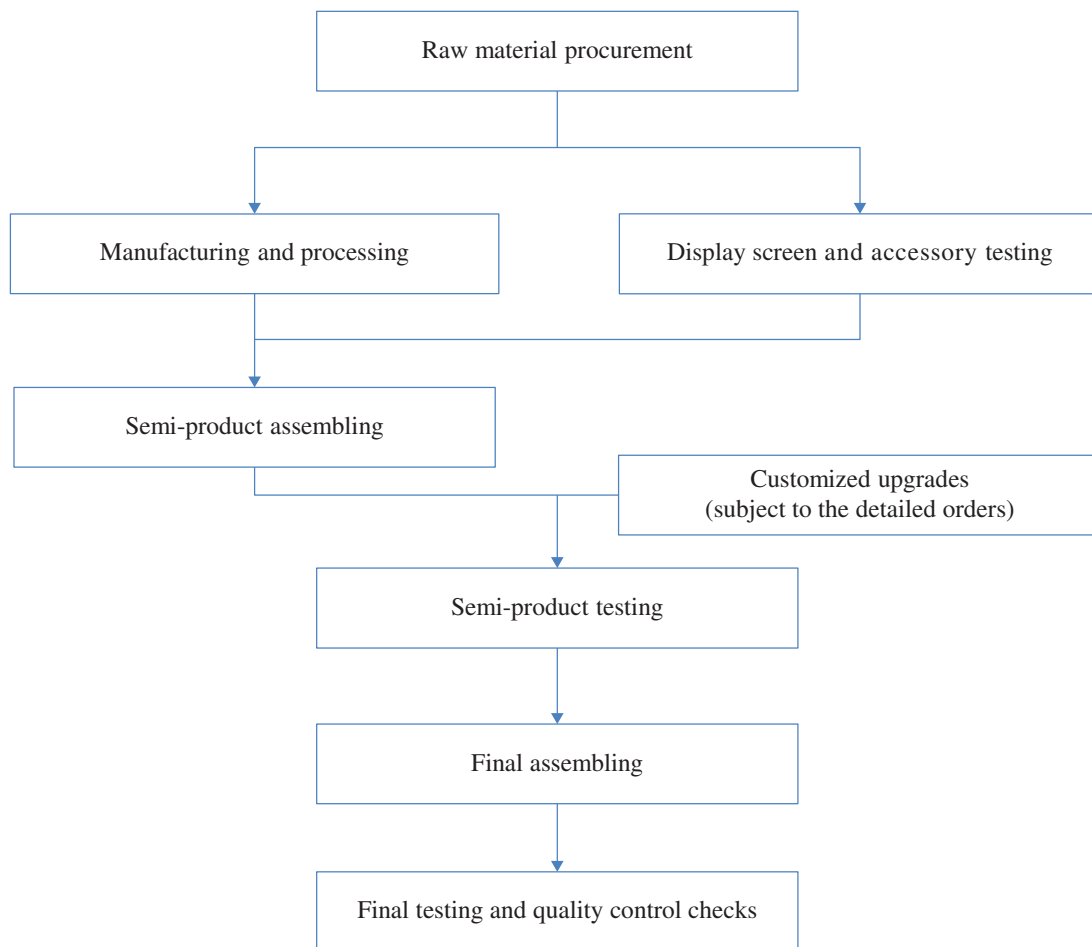 Raw material procurement
Manufacturing and processing
Display screen and accessory testing
Semi-product assembling
Customized upgrades
(subject to the detailed orders)
Semi-product testing
Final assembling
Final testing and quality control checks